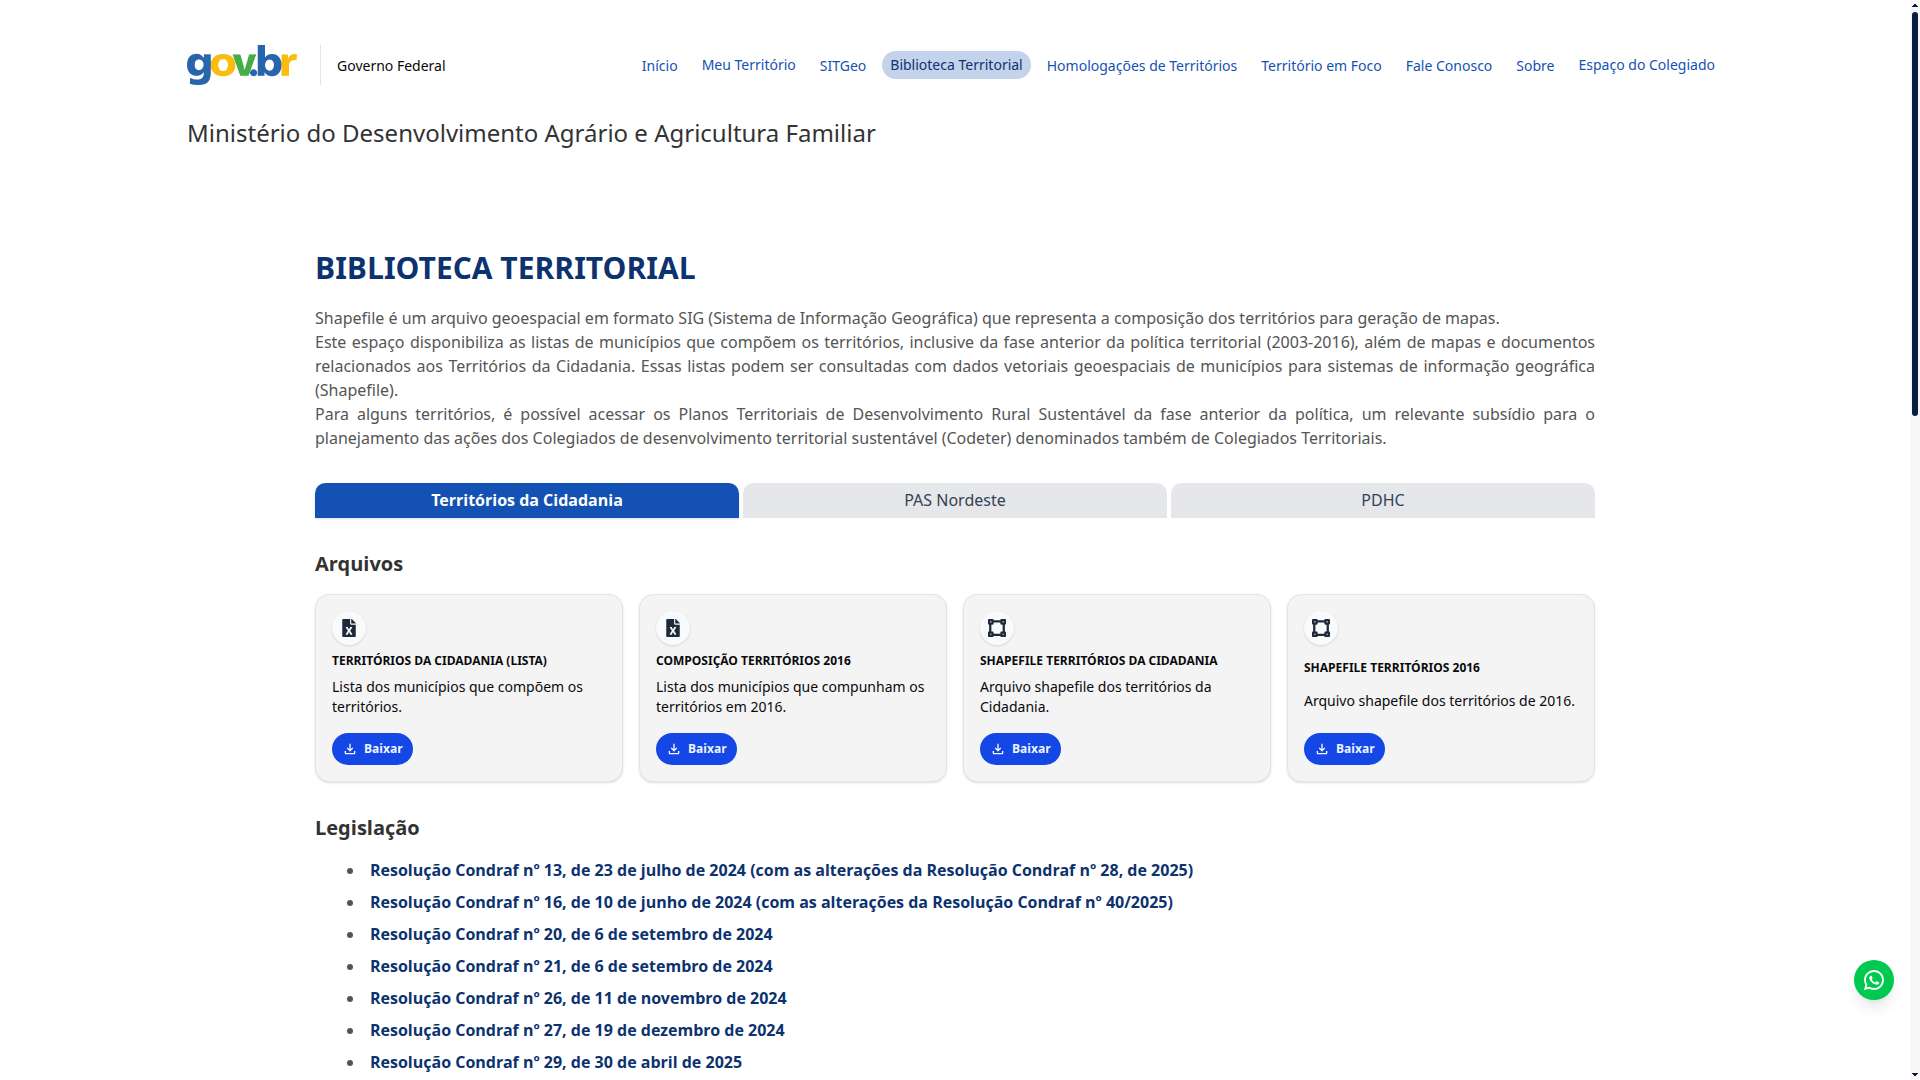 gov.br
Governo Federal
Início
Meu Território
SITGeo
Biblioteca Territorial
Homologações de Territórios
Território em Foco
Fale Conosco
Sobre
Espaço do Colegiado
Ministério do Desenvolvimento Agrário e Agricultura Familiar
BIBLIOTECA TERRITORIAL
Shapefile é um arquivo geoespacial em formato SIG (Sistema de Informação Geográfica) que representa a composição dos territórios para geração de mapas.
Este espaço disponibiliza as listas de municípios que compõem os territórios, inclusive da fase anterior da política territorial (2003-2016), além de mapas e documentos
relacionados aos Territórios da Cidadania. Essas listas podem ser consultadas com dados vetoriais geoespaciais de municípios para sistemas de informação geográfica
(Shapefile).
Para alguns territórios, é possível acessar os Planos Territoriais de Desenvolvimento Rural Sustentável da fase anterior da política, um relevante subsídio para o
planejamento das ações dos Colegiados de desenvolvimento territorial sustentável (Codeter) denominados também de Colegiados Territoriais.
Territórios da Cidadania
PAS Nordeste
PDHC
Arquivos
TERRITÓRIOS DA CIDADANIA (LISTA)
Lista dos municípios que compõem os
territórios.
Baixar
COMPOSIÇÃO TERRITÓRIOS 2016
Lista dos municípios que compunham os
territórios em 2016.
Baixar
SHAPEFILE TERRITÓRIOS DA CIDADANIA
Arquivo shapefile dos territórios da
Cidadania.
Baixar
SHAPEFILE TERRITÓRIOS 2016
Arquivo shapefile dos territórios de 2016.
Baixar
Legislação
Resolução Condraf nº 13, de 23 de julho de 2024 (com as alterações da Resolução Condraf nº 28, de 2025)
Resolução Condraf nº 16, de 10 de junho de 2024 (com as alterações da Resolução Condraf nº 40/2025)
Resolução Condraf nº 20, de 6 de setembro de 2024
Resolução Condraf nº 21, de 6 de setembro de 2024
Resolução Condraf nº 26, de 11 de novembro de 2024
Resolução Condraf nº 27, de 19 de dezembro de 2024
Resolução Condraf nº 29, de 30 de abril de 2025